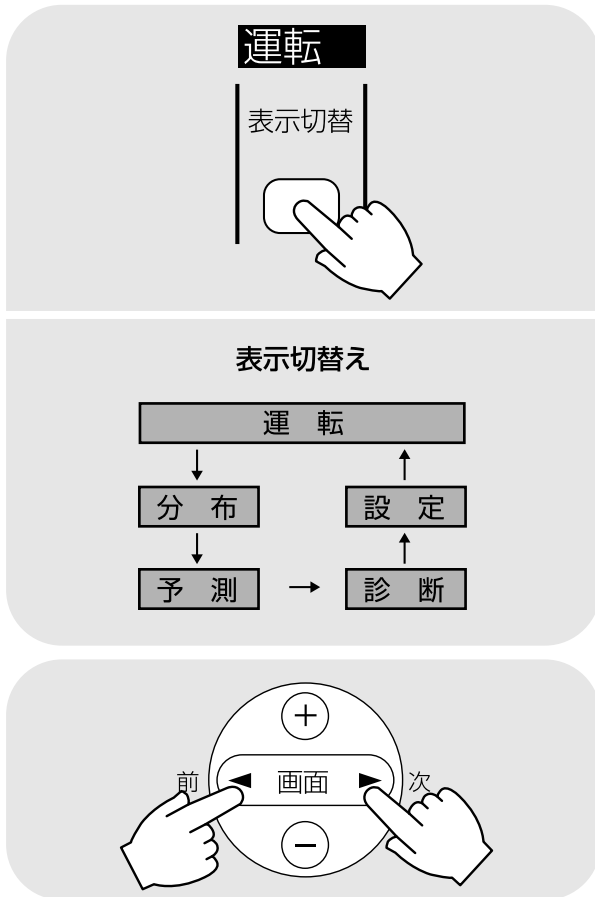 運転
表示切替
表示切替え
運 転
分 布
設 定
予 測
診 断
+
前 ◀ 画面 ▶ 次
−